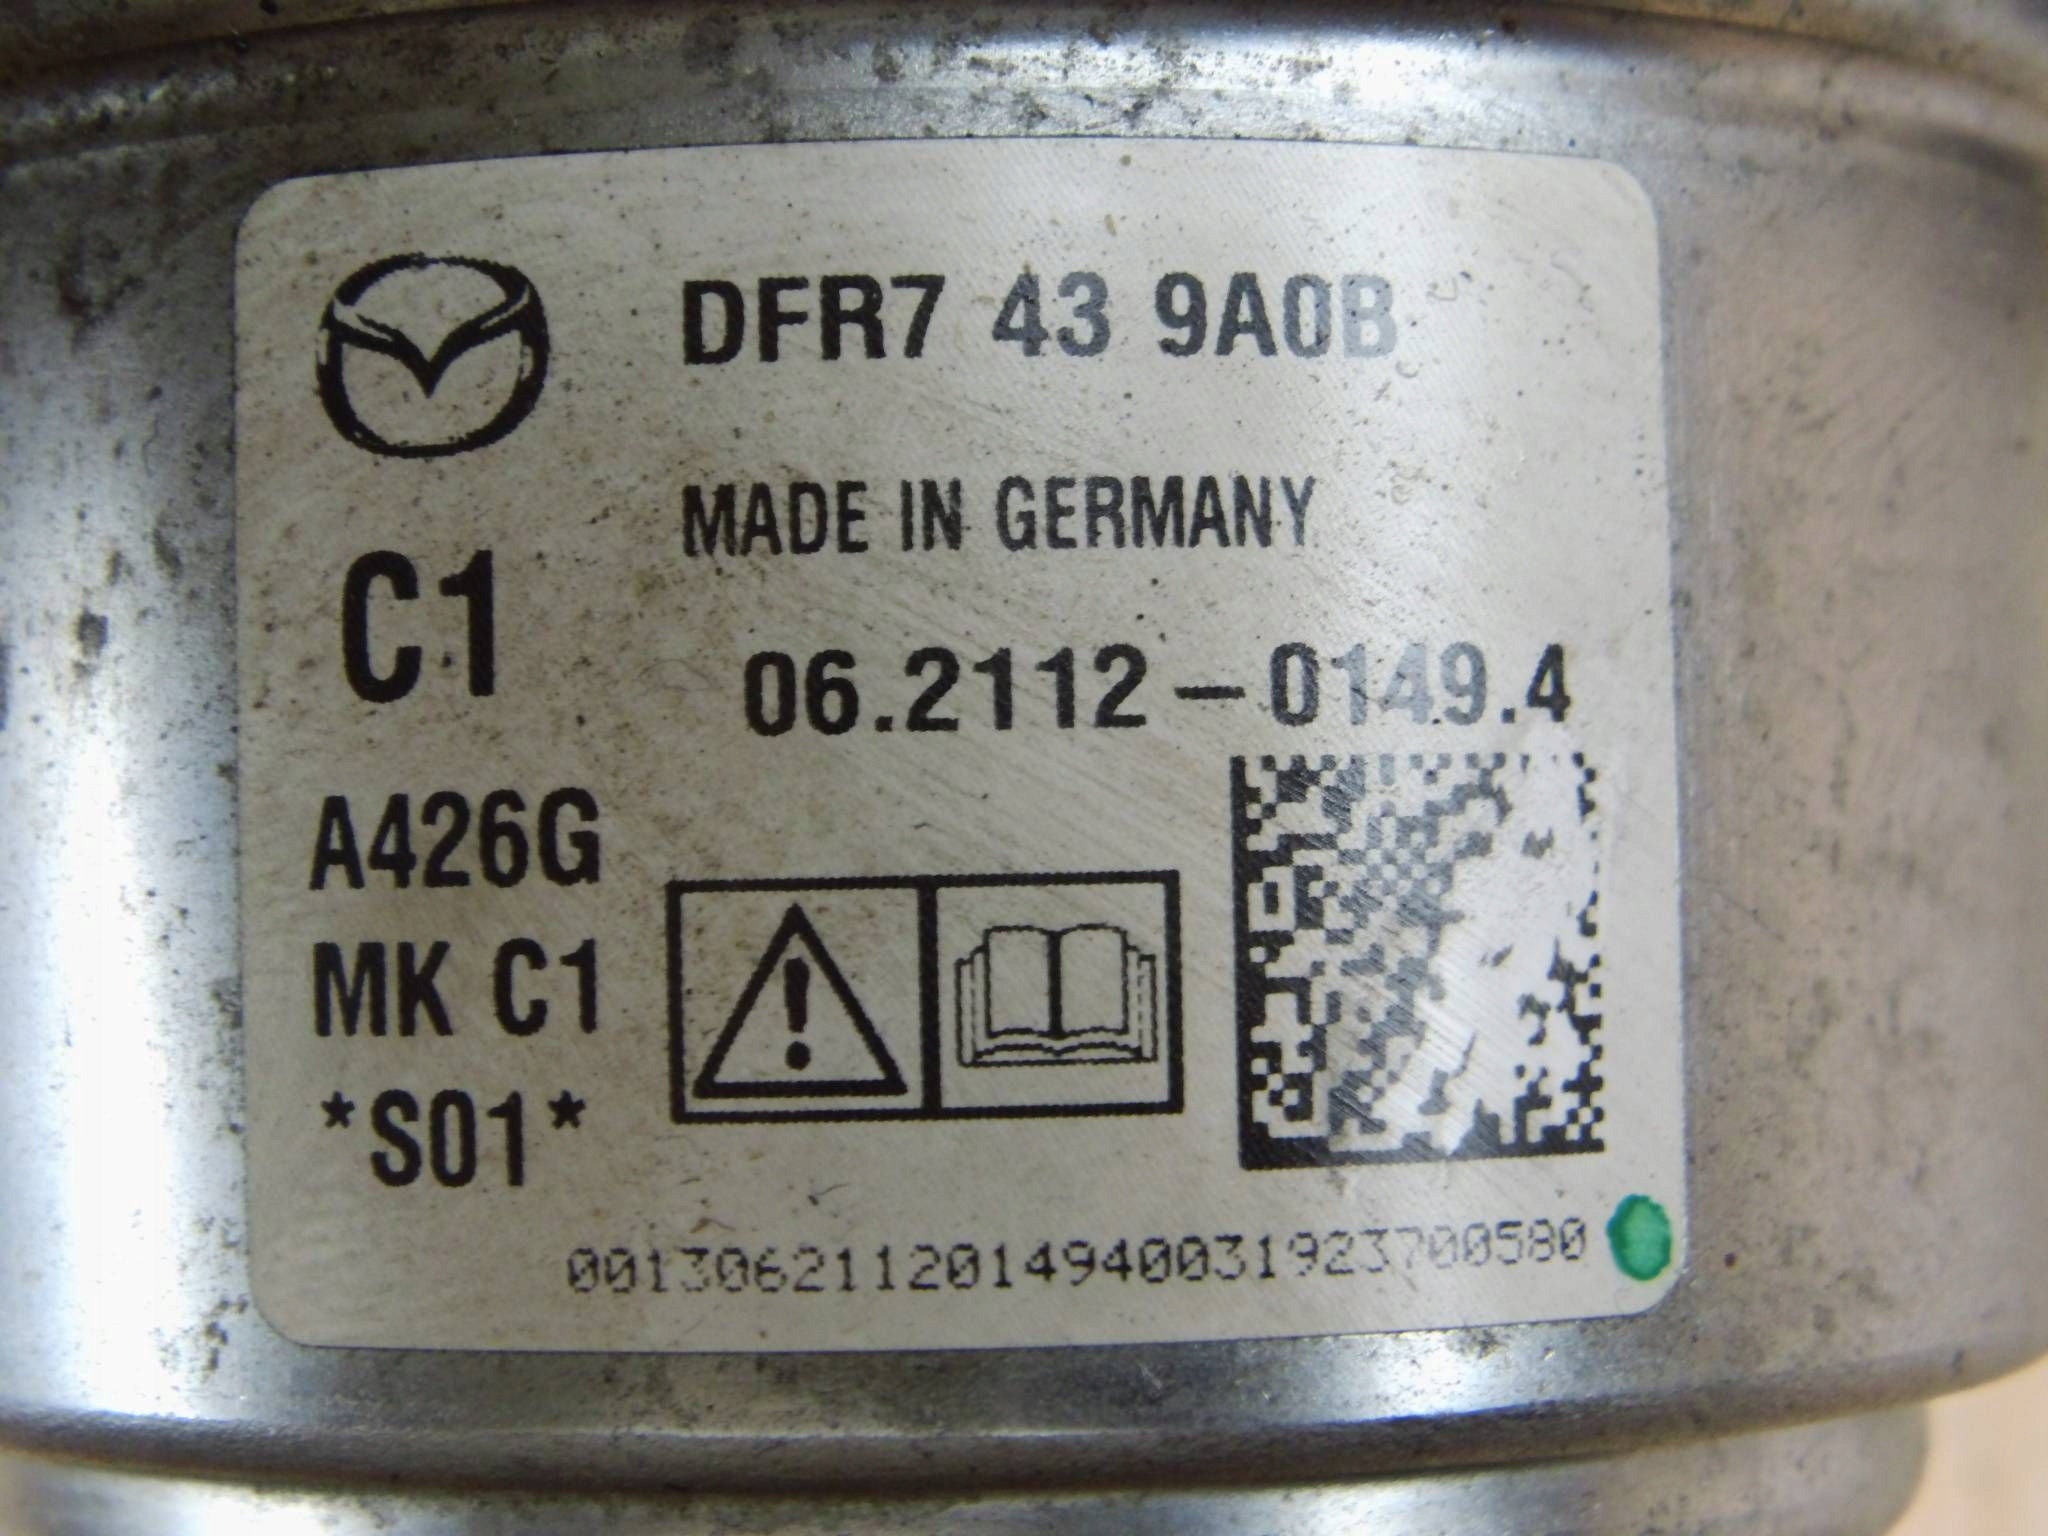 DFR7 43 9A0B
MADE IN GERMANY
C1
06.2112-0149.4
A426G
MK C1
*S01*
0013062112014940031923700580